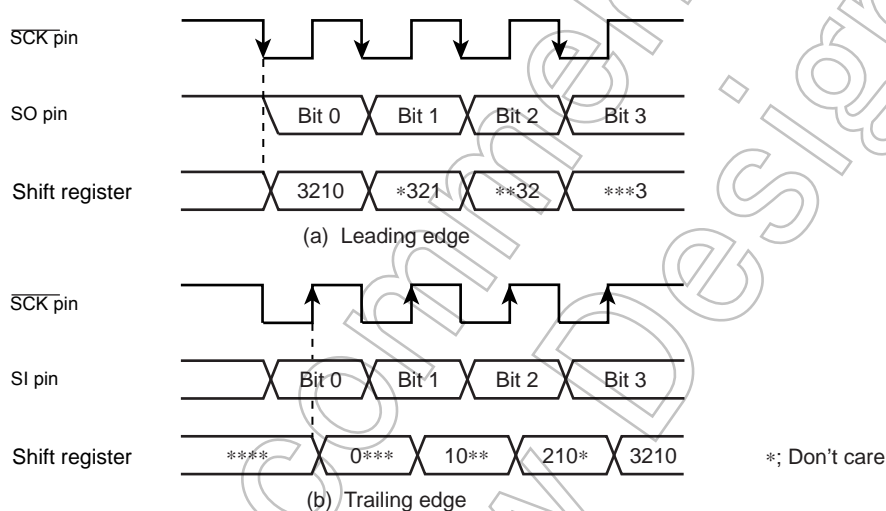 SCK pin
SO pin Bit 0 Bit 1 Bit 2 Bit 3
Shift register 3210 *321 **32 ***3
(a) Leading edge
SCK pin
SI pin Bit 0 Bit 1 Bit 2 Bit 3
Shift register **** 0*** 10** 210* 3210 *; Don't care
(b) Trailing edge